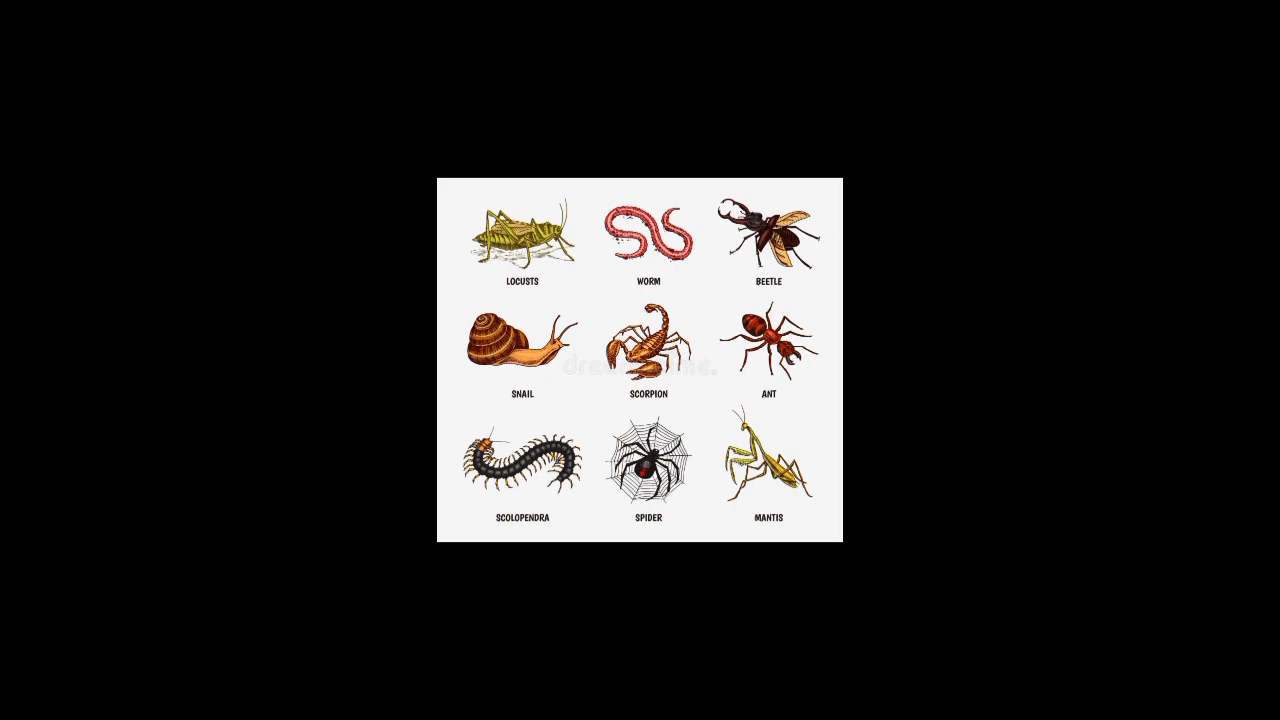 LOCUSTS WORM BEETLE
SNAIL SCORPION ANT
SCOLOPENDRA SPIDER MANTIS